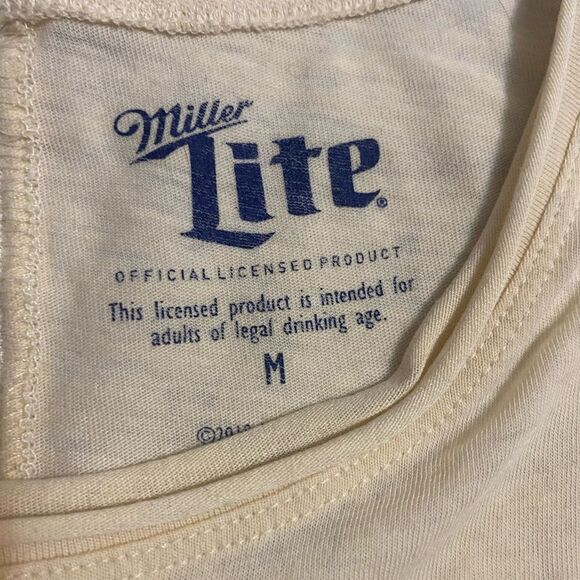 Miller
Lite®
OFFICIAL LICENSED PRODUCT
This licensed product is intended for
adults of legal drinking age.
M
©